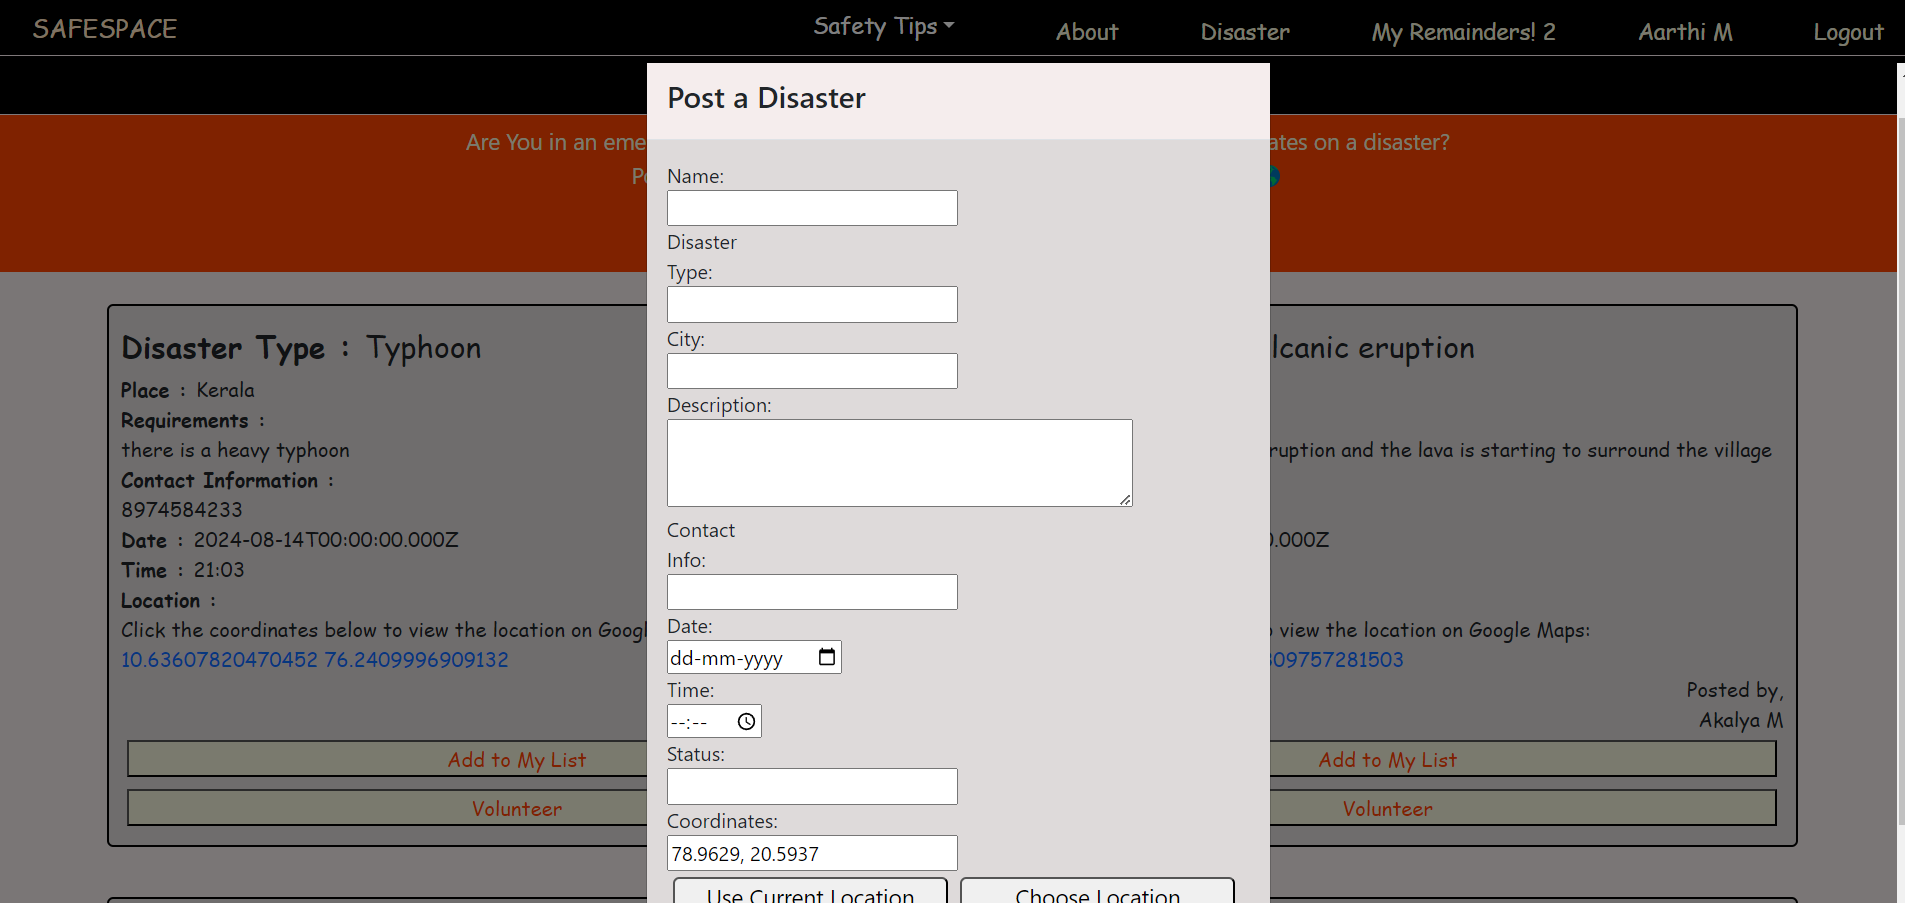 SAFESPACE
Safety Tips
About
Disaster
My Remainders! 2
Aarthi M
Logout
Post a Disaster
Are You in an eme
ates on a disaster?
Name:
Disaster
Type:
City:
Description:
Contact
Info:
Date:
dd-mm-yyyy
Time:
--:--
Status:
Coordinates:
78.9629, 20.5937
Use Current Location
Choose Location
Disaster Type : Typhoon
Place : Kerala
Requirements :
there is a heavy typhoon
Contact Information :
8974584233
Date : 2024-08-14T00:00:00.000Z
Time : 21:03
Location :
Click the coordinates below to view the location on Googl
10.63607820470452 76.2409996909132
Add to My List
Volunteer
lcanic eruption
ruption and the lava is starting to surround the village
.000Z
view the location on Google Maps:
09757281503
Posted by,
Akalya M
Add to My List
Volunteer